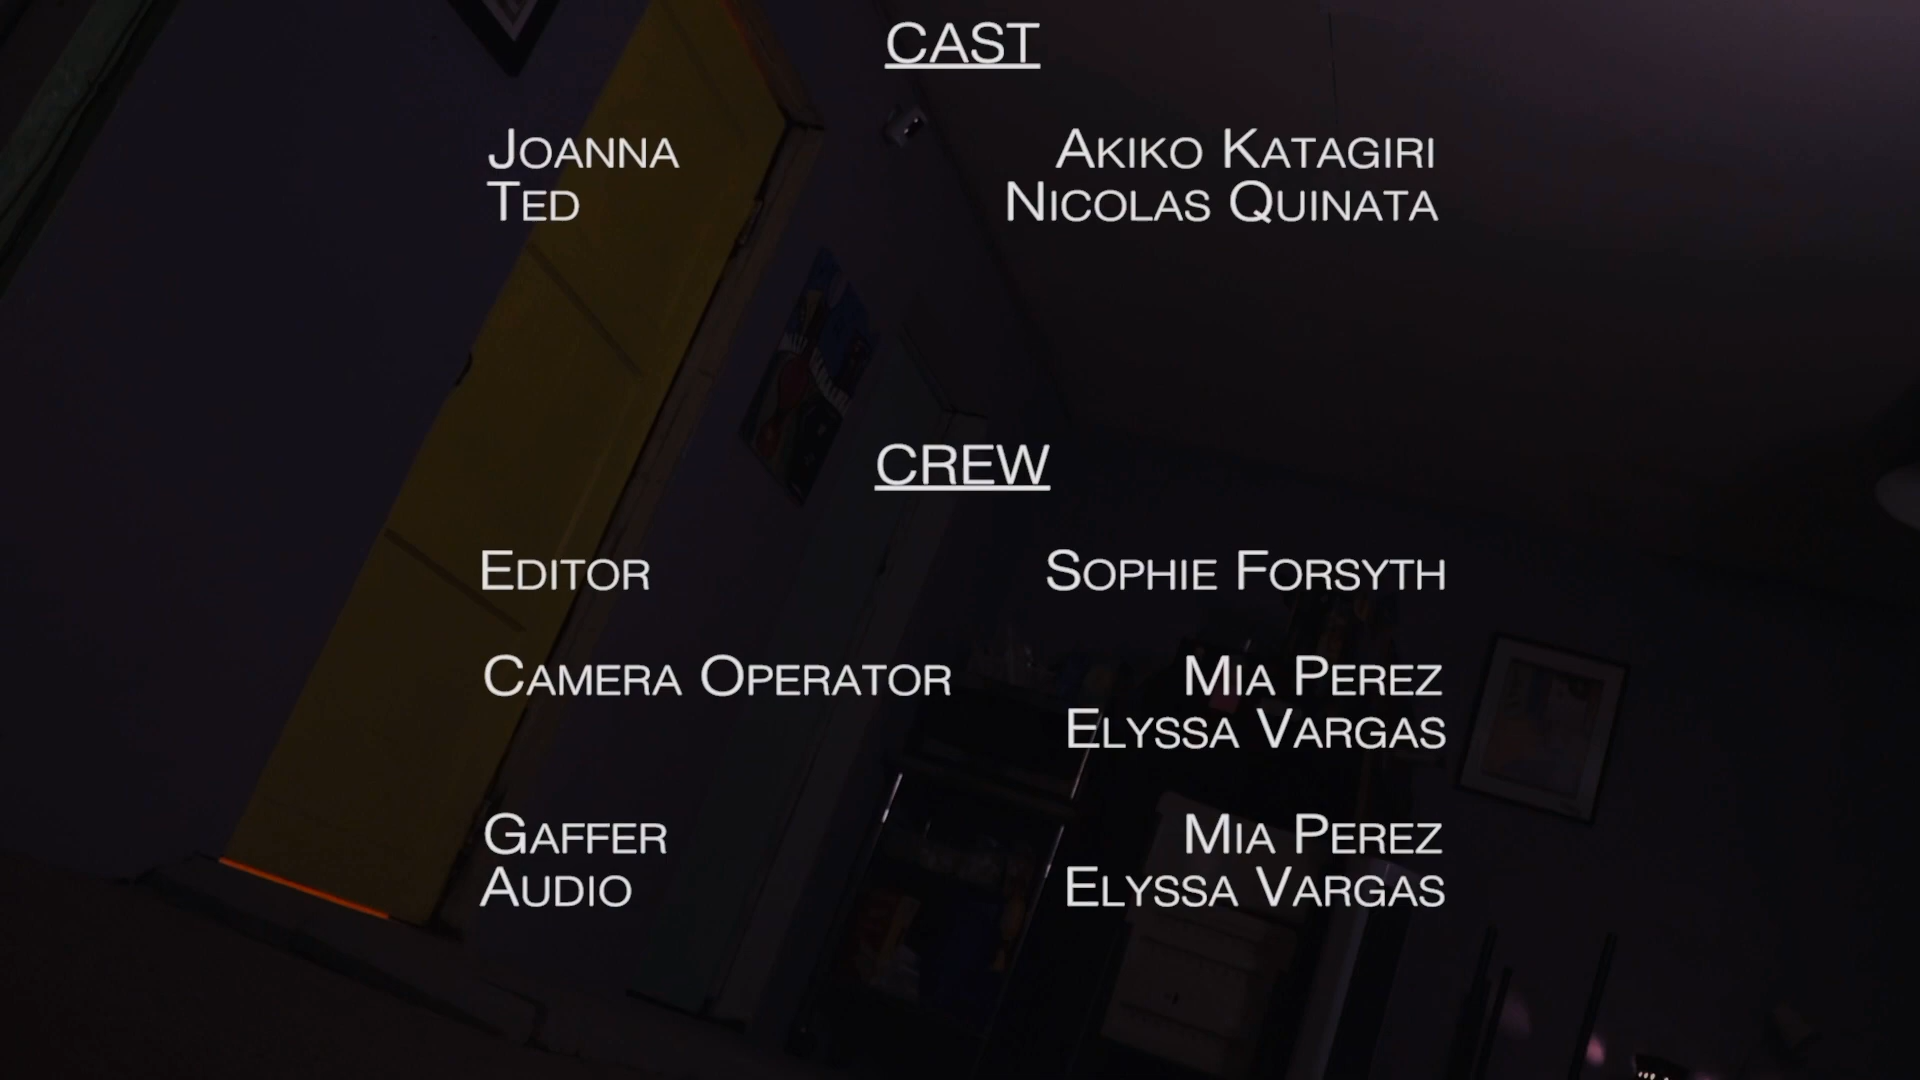 CAST
JOANNA AKIKO KATAGIRI
TED NICOLAS QUINATA
CREW
EDITOR SOPHIE FORSYTH
CAMERA OPERATOR MIA PEREZ
ELYSSA VARGAS
GAFFER MIA PEREZ
AUDIO ELYSSA VARGAS